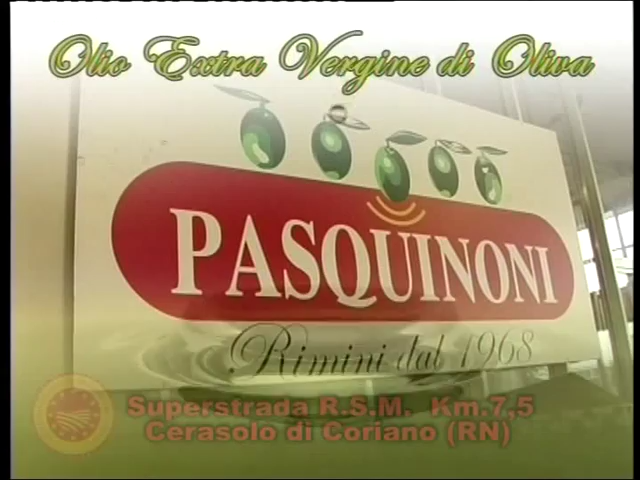 Olio Extra Vergine di Oliva
PASQUINONI
Rimini dal 1968
Superstrada R.S.M. Km.7,5
Cerasolo di Coriano (RN)